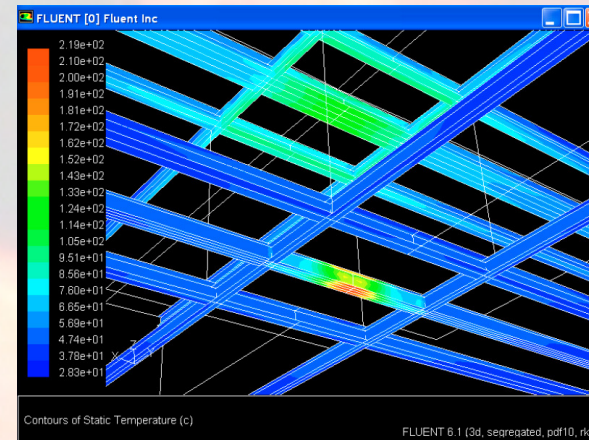 FLUENT [0] Fluent Inc
2.19e+02
2.10e+02
2.00e+02
1.91e+02
1.81e+02
1.72e+02
1.62e+02
1.52e+02
1.43e+02
1.33e+02
1.24e+02
1.14e+02
1.05e+02
9.51e+01
8.56e+01
7.60e+01
6.65e+01
5.69e+01
4.74e+01
3.78e+01
2.83e+01
Z
X Y
Contours of Static Temperature (c)
FLUENT 6.1 (3d, segregated, pdf10, rk